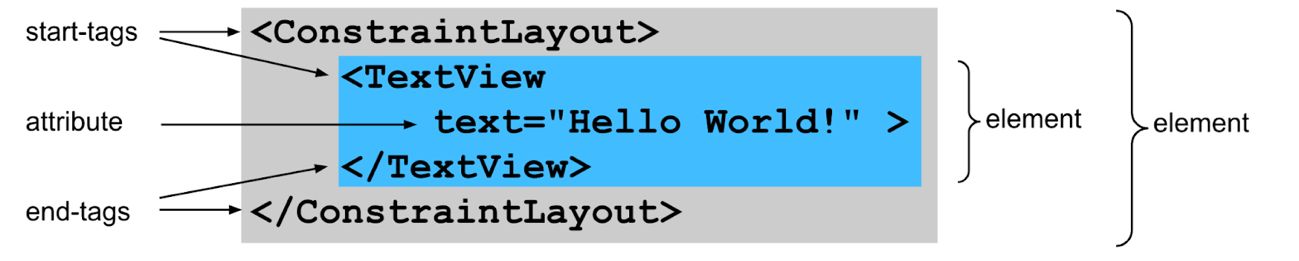 start-tags <ConstraintLayout>
<TextView
attribute text="Hello World!" > element element
</TextView>
end-tags </ConstraintLayout>